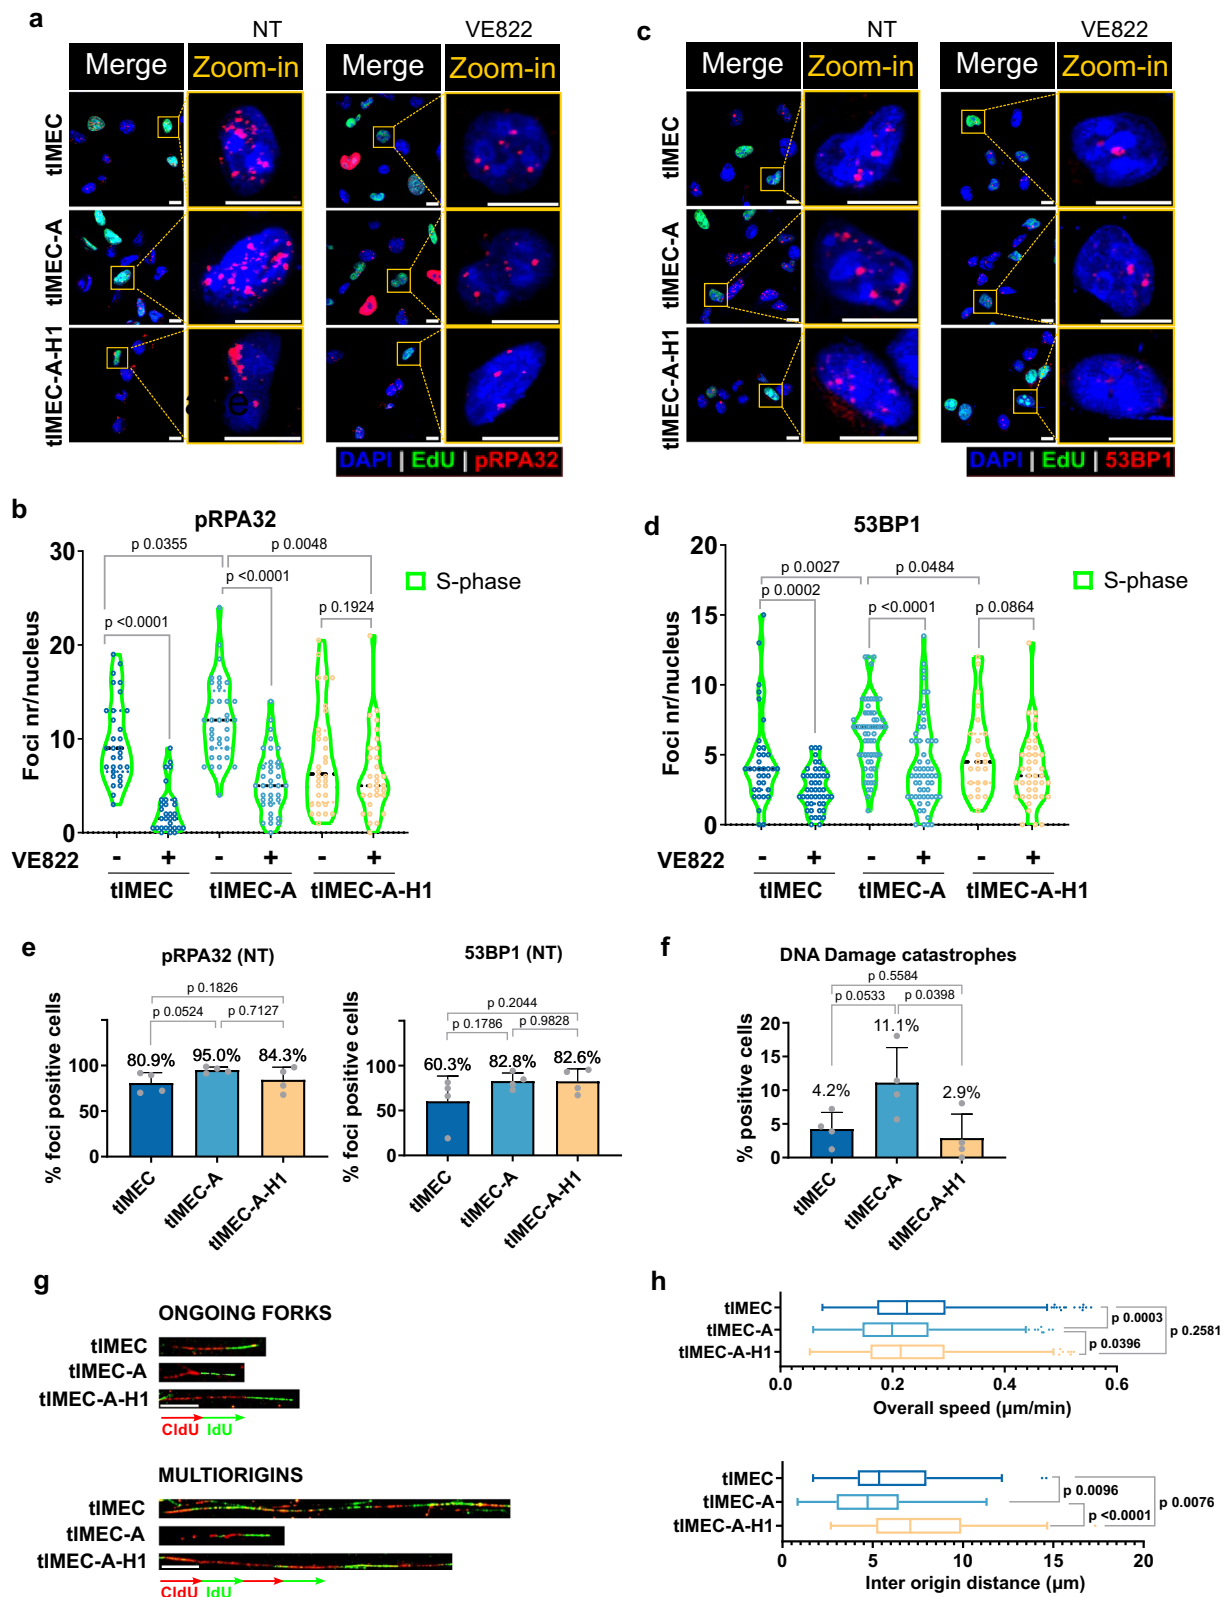 a
NT
VE822
Merge
Zoom-in
Merge
Zoom-in
tIMEC
tIMEC-A
tIMEC-A-H1
e
DAPI | EdU | pRPA32
c
NT
VE822
Merge
Zoom-in
Merge
Zoom-in
tIMEC
tIMEC-A
tIMEC-A-H1
DAPI | EdU | 53BP1
b
pRPA32
p 0.0355
p 0.0048
p <0.0001
p 0.1924
p <0.0001
S-phase
Foci nr/nucleus
30
20
10
0
VE822 - + - + - +
tIMEC tIMEC-A tIMEC-A-H1
d
53BP1
p 0.0027
p 0.0484
p 0.0002
p <0.0001
p 0.0864
S-phase
Foci nr/nucleus
20
15
10
5
0
VE822 - + - + - +
tIMEC tIMEC-A tIMEC-A-H1
e
pRPA32 (NT)
p 0.1826
p 0.0524 p 0.7127
80.9% 95.0% 84.3%
% foci positive cells
100
50
0
tIMEC
tIMEC-A
tIMEC-A-H1
53BP1 (NT)
p 0.2044
p 0.1786 p 0.9828
60.3% 82.8% 82.6%
% foci positive cells
100
50
0
tIMEC
tIMEC-A
tIMEC-A-H1
f
DNA Damage catastrophes
p 0.5584
p 0.0533 p 0.0398
11.1%
4.2%
2.9%
% positive cells
20
15
10
5
0
tIMEC
tIMEC-A
tIMEC-A-H1
g
ONGOING FORKS
tIMEC
tIMEC-A
tIMEC-A-H1
CldU IdU
MULTIORIGINS
tIMEC
tIMEC-A
tIMEC-A-H1
CldU IdU
h
tIMEC
tIMEC-A
tIMEC-A-H1
p 0.0003
p 0.2581
p 0.0396
0.0 0.2 0.4 0.6
Overall speed (µm/min)
tIMEC
tIMEC-A
tIMEC-A-H1
p 0.0096
p 0.0076
p <0.0001
0 5 10 15 20
Inter origin distance (µm)